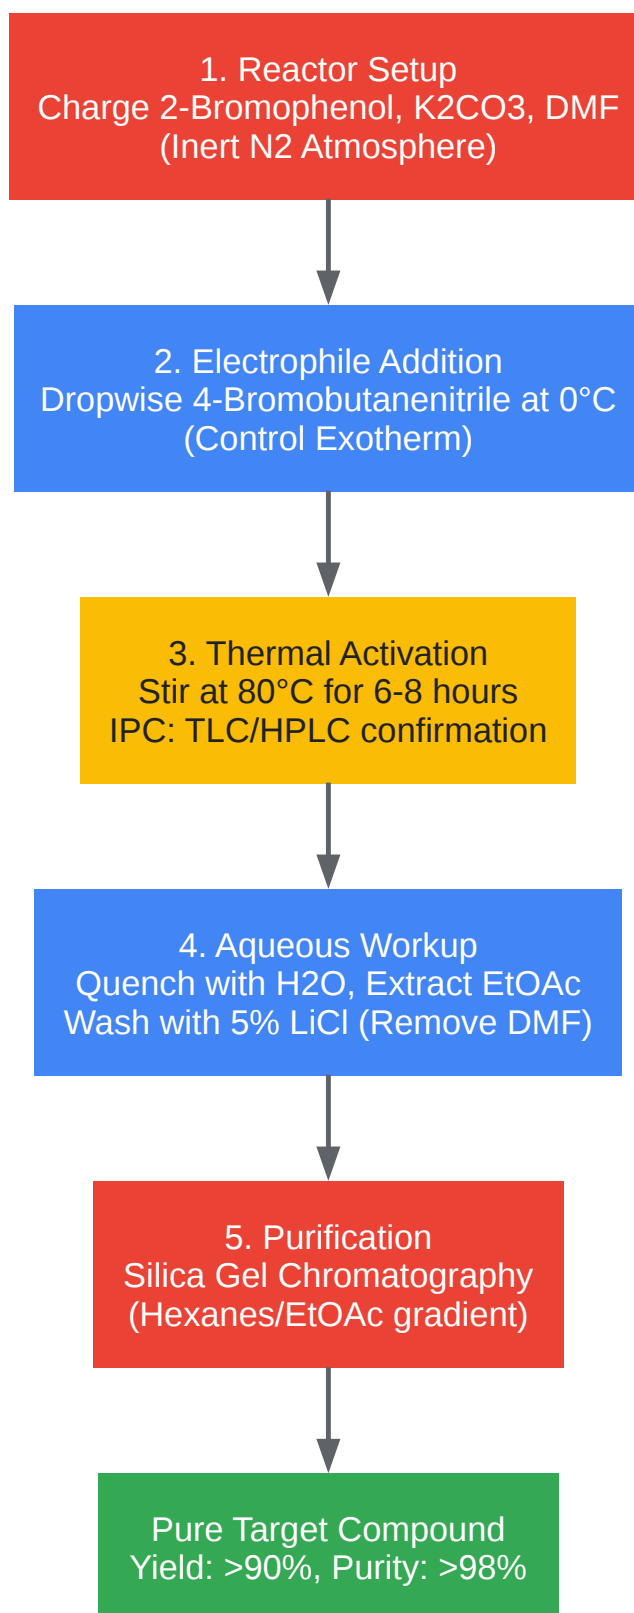 1. Reactor Setup
Charge 2-Bromophenol, K2CO3, DMF
(Inert N2 Atmosphere)
2. Electrophile Addition
Dropwise 4-Bromobutanenitrile at 0°C
(Control Exotherm)
3. Thermal Activation
Stir at 80°C for 6-8 hours
IPC: TLC/HPLC confirmation
4. Aqueous Workup
Quench with H2O, Extract EtOAc
Wash with 5% LiCl (Remove DMF)
5. Purification
Silica Gel Chromatography
(Hexanes/EtOAc gradient)
Pure Target Compound
Yield: >90%, Purity: >98%